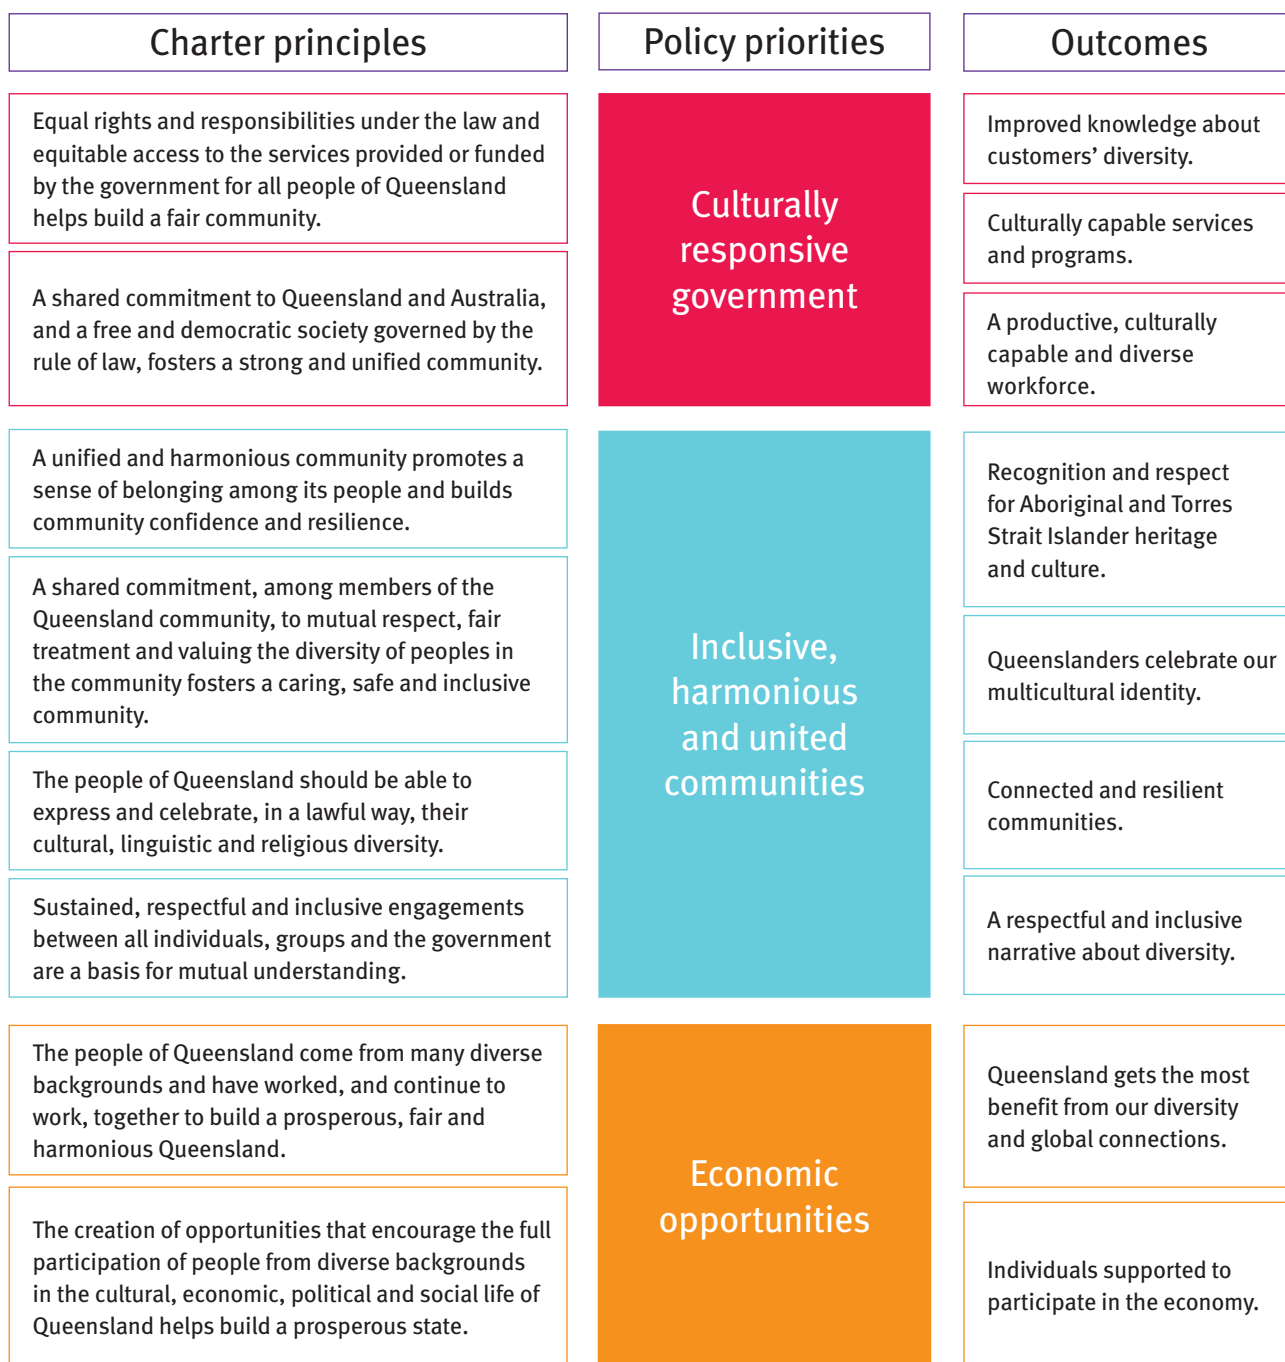 Charter principles
Policy priorities
Outcomes
Equal rights and responsibilities under the law and
equitable access to the services provided or funded
by the government for all people of Queensland
helps build a fair community.
A shared commitment to Queensland and Australia,
and a free and democratic society governed by the
rule of law, fosters a strong and unified community.
Culturally
responsive
government
Improved knowledge about
customers’ diversity.
Culturally capable services
and programs.
A productive, culturally
capable and diverse
workforce.
A unified and harmonious community promotes a
sense of belonging among its people and builds
community confidence and resilience.
A shared commitment, among members of the
Queensland community, to mutual respect, fair
treatment and valuing the diversity of peoples in
the community fosters a caring, safe and inclusive
community.
The people of Queensland should be able to
express and celebrate, in a lawful way, their
cultural, linguistic and religious diversity.
Sustained, respectful and inclusive engagements
between all individuals, groups and the government
are a basis for mutual understanding.
Inclusive,
harmonious
and united
communities
Recognition and respect
for Aboriginal and Torres
Strait Islander heritage
and culture.
Queenslanders celebrate our
multicultural identity.
Connected and resilient
communities.
A respectful and inclusive
narrative about diversity.
The people of Queensland come from many diverse
backgrounds and have worked, and continue to
work, together to build a prosperous, fair and
harmonious Queensland.
The creation of opportunities that encourage the full
participation of people from diverse backgrounds
in the cultural, economic, political and social life of
Queensland helps build a prosperous state.
Economic
opportunities
Queensland gets the most
benefit from our diversity
and global connections.
Individuals supported to
participate in the economy.